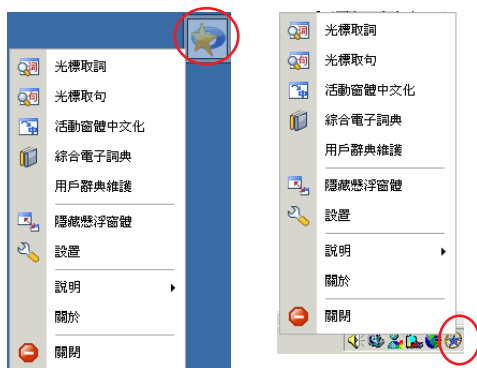 光標取詞
光標取句
活動窗體中文化
綜合電子詞典
用戶辭典維護
隱藏懸浮窗體
設置
說明
關於
關閉
光標取詞
光標取句
活動窗體中文化
綜合電子詞典
用戶辭典維護
隱藏懸浮窗體
設置
說明
關於
關閉